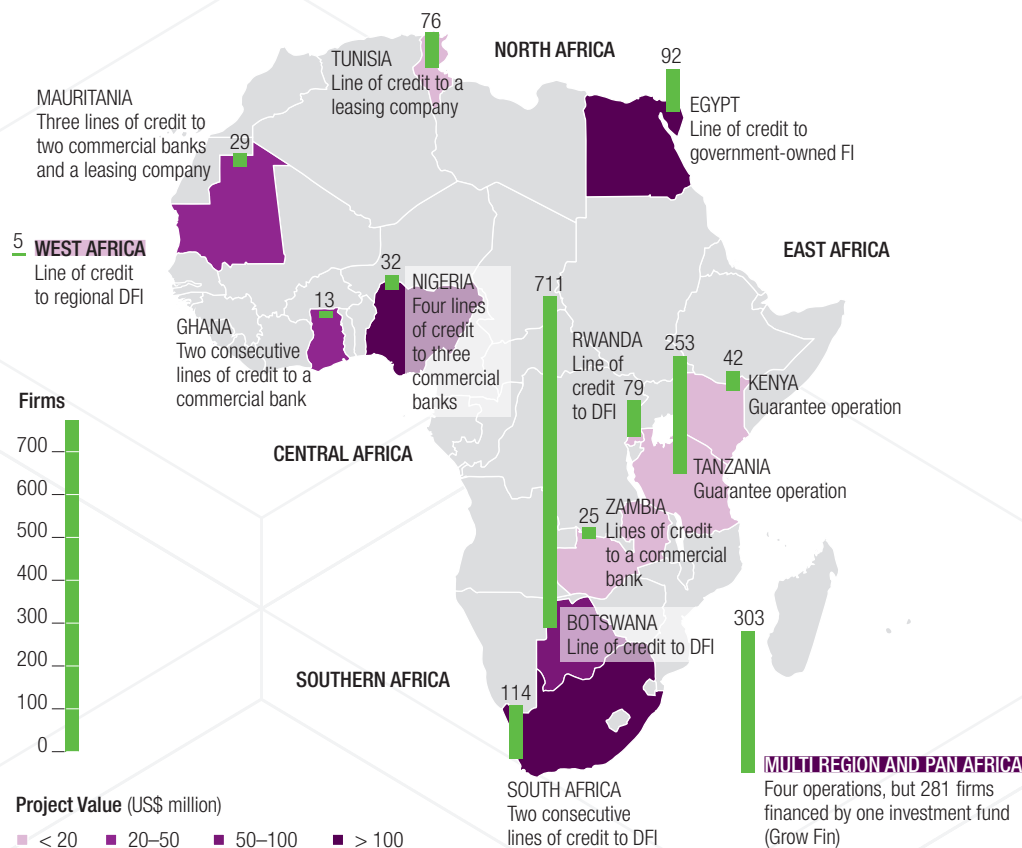 76
TUNISIA
Line of credit to a
leasing company
NORTH AFRICA
92
EGYPT
Line of credit to
government-owned FI
MAURITANIA
Three lines of credit to
two commercial banks
and a leasing company
29
5
WEST AFRICA
Line of credit
to regional DFI
EAST AFRICA
13
GHANA
Two consecutive
lines of credit to a
commercial bank
32
NIGERIA
Four lines
of credit
to three
commercial
banks
711
RWANDA
Line of
credit
to DFI
79
253
42
KENYA
Guarantee operation
TANZANIA
Guarantee operation
CENTRAL AFRICA
25
ZAMBIA
Lines of credit
to a commercial
bank
BOTSWANA
Line of credit to DFI
SOUTHERN AFRICA
114
SOUTH AFRICA
Two consecutive
lines of credit to DFI
303
MULTI REGION AND PAN AFRICA
Four operations, but 281 firms
financed by one investment fund
(Grow Fin)
Firms
700
600
500
400
300
200
100
0
Project Value (US$ million)
< 20
20–50
50–100
> 100